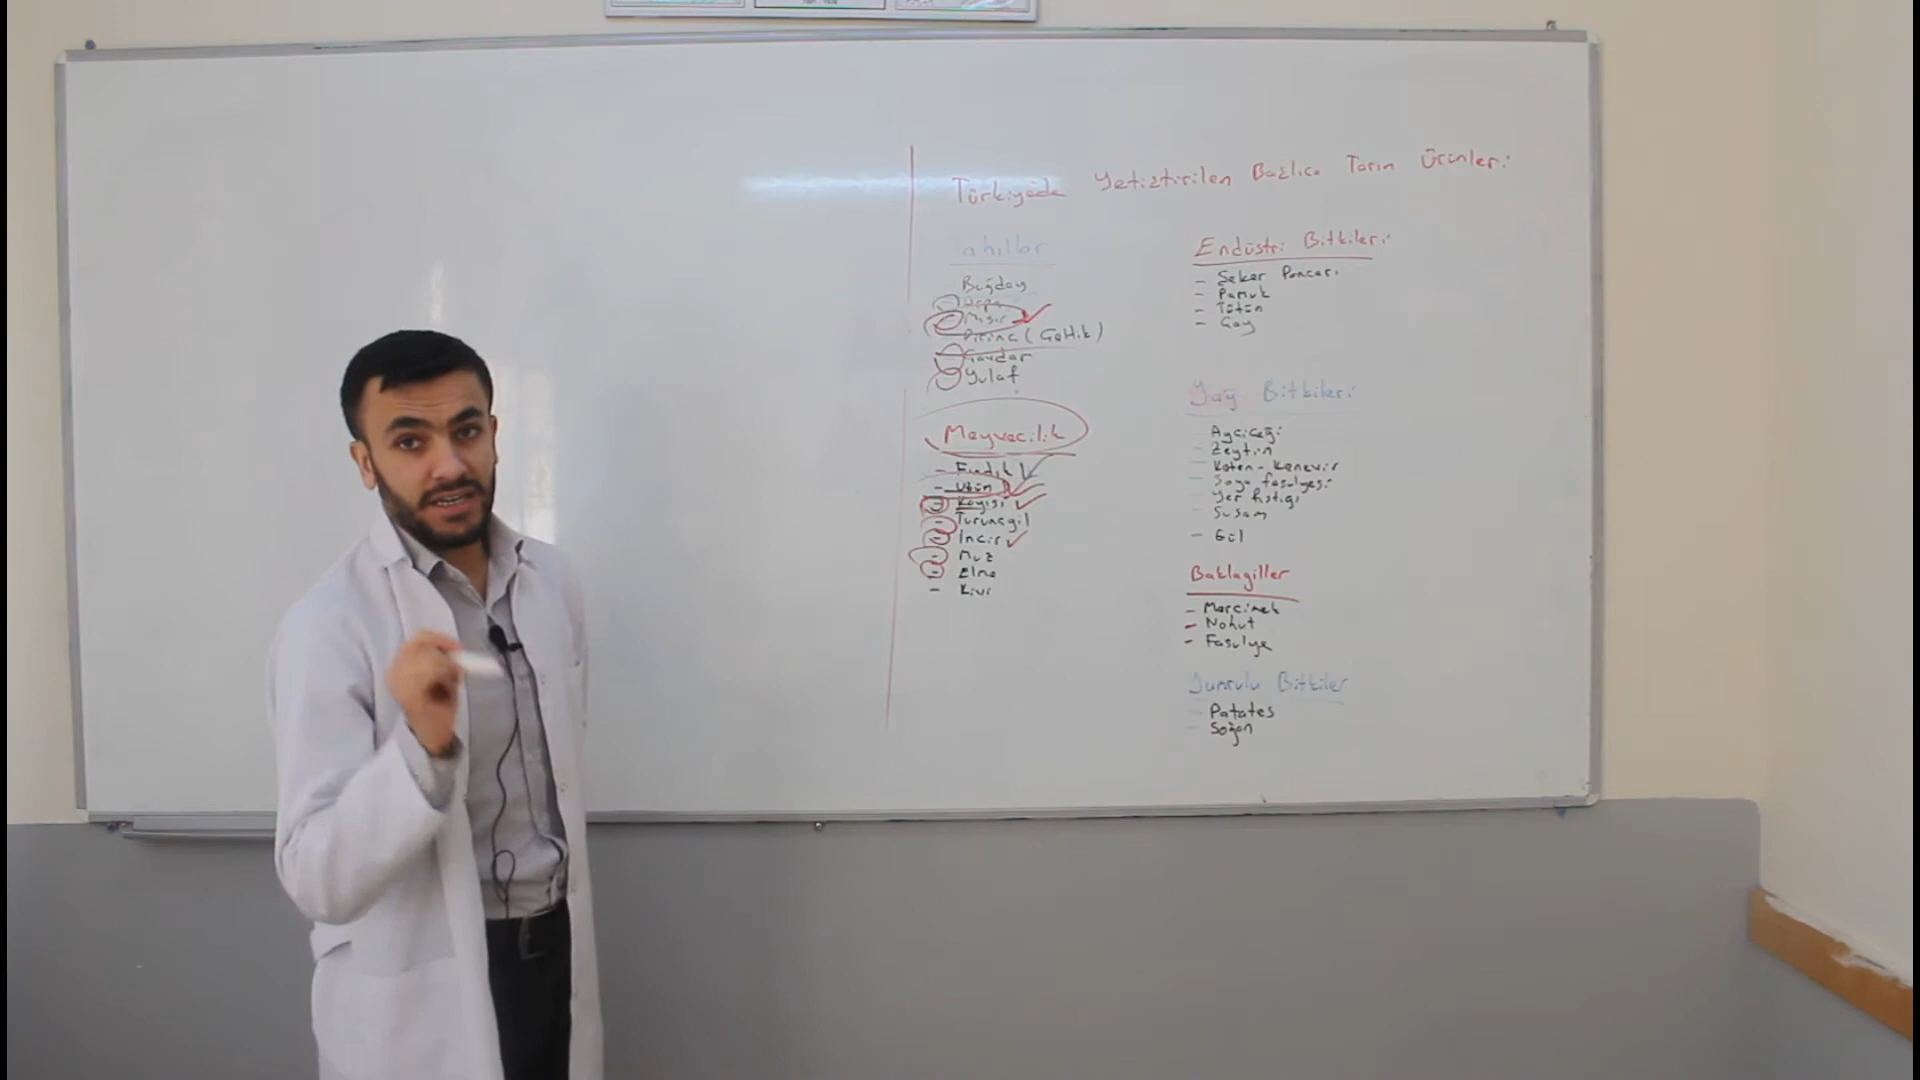 Türkiyede Yetiştirilen Başlıca Tarım Ürünleri
ahıllar
Buğday
Arpa
Mısır
Pirinç (Çeltik)
Çavdar
Yulaf
Meyvecilik
- Fındık
- Üzüm
- Kayısı
- Turunçgil
- İncir
- Muz
- Elma
- Kivi
Endüstri Bitkileri
- Şeker Pancarı
- Pamuk
- Tütün
- Çay
Yağ Bitkileri
Ayçiçeği
Zeytin
Keten - Kenevir
Soya fasulyesi
Yer fıstığı
Susam
- Gül
Baklagiller
- Mercimek
- Nohut
- Fasulye
Yumrulu Bitkiler
Patates
Soğan